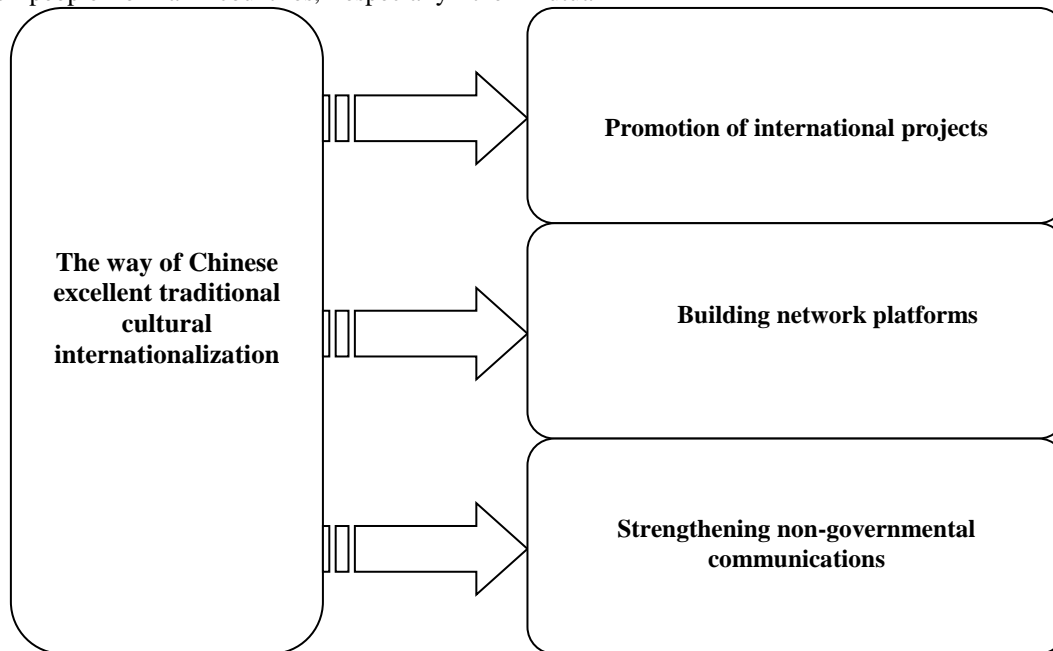 The way of Chinese
excellent traditional
cultural
internationalization
Promotion of international projects
Building network platforms
Strengthening non-governmental
communications